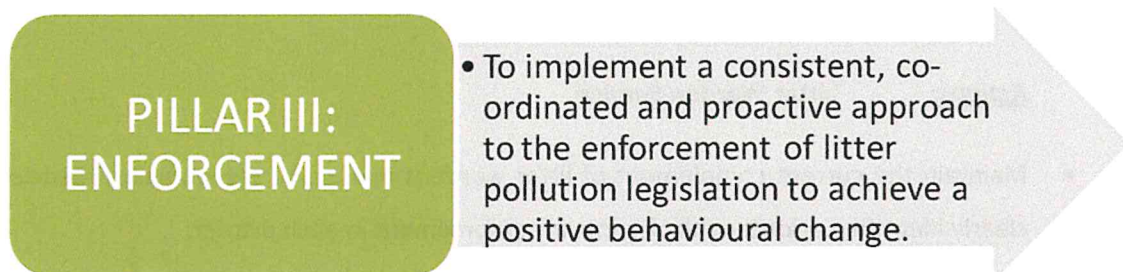 PILLAR III:
ENFORCEMENT
• To implement a consistent, co-
ordinated and proactive approach
to the enforcement of litter
pollution legislation to achieve a
positive behavioural change.